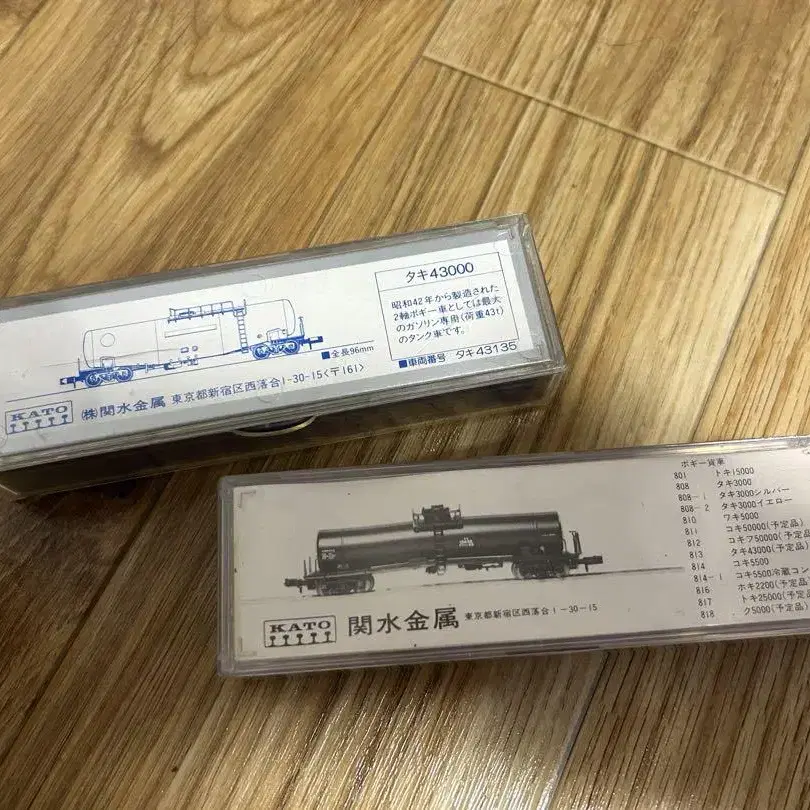 タキ43000
昭和42年から製造された
2軸ボギー車としては最大
のガソリン専用(荷重43t)
のタンク車です。
■全長96mm
■車両番号 タキ43135
KATO
(株)関水金属 東京都新宿区西落合1-30-15〈〒161〉
ボギー貨車
801 トキ15000
808 タキ3000
808-1 タキ3000シルバー
808-2 タキ3000イエロー
810 ワキ5000
811 コキ50000(予定品)
812 コキフ50000(予定品
813 タキ43000(予定品)
814 コキ5500
814-1 コキ5500冷蔵コン
816 ホキ2200(予定品
817 トキ25000(予定品
818 ク5000(予定品)
KATO
関水金属 東京都新宿区西落合1-30-15